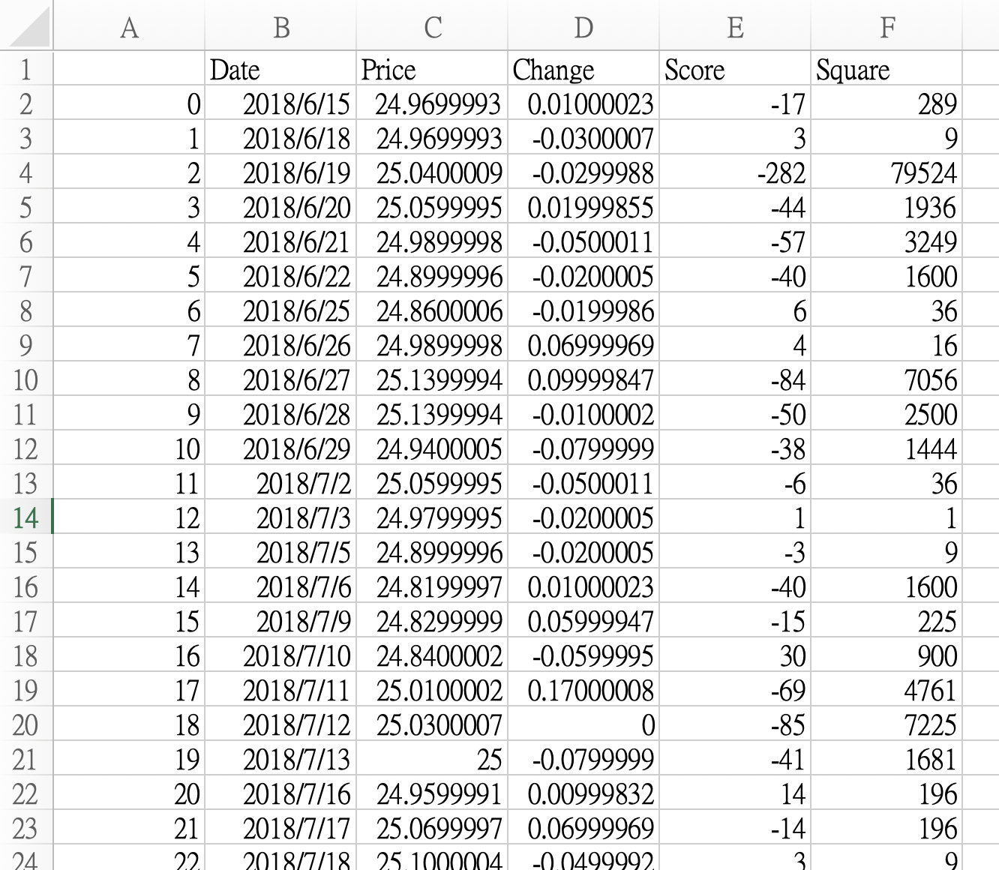 A B C D E F
1 Date Price Change Score Square
2 0 2018/6/15 24.9699993 0.01000023 -17 289
3 1 2018/6/18 24.9699993 -0.0300007 3 9
4 2 2018/6/19 25.0400009 -0.0299988 -282 79524
5 3 2018/6/20 25.0599995 0.01999855 -44 1936
6 4 2018/6/21 24.9899998 -0.0500011 -57 3249
7 5 2018/6/22 24.8999996 -0.0200005 -40 1600
8 6 2018/6/25 24.8600006 -0.0199986 6 36
9 7 2018/6/26 24.9899998 0.06999969 4 16
10 8 2018/6/27 25.1399994 0.09999847 -84 7056
11 9 2018/6/28 25.1399994 -0.0100002 -50 2500
12 10 2018/6/29 24.9400005 -0.0799999 -38 1444
13 11 2018/7/2 25.0599995 -0.0500011 -6 36
14 12 2018/7/3 24.9799995 -0.0200005 1 1
15 13 2018/7/5 24.8999996 -0.0200005 -3 9
16 14 2018/7/6 24.8199997 0.01000023 -40 1600
17 15 2018/7/9 24.8299999 0.05999947 -15 225
18 16 2018/7/10 24.8400002 -0.0599995 30 900
19 17 2018/7/11 25.0100002 0.17000008 -69 4761
20 18 2018/7/12 25.0300007 0 -85 7225
21 19 2018/7/13 25 -0.0799999 -41 1681
22 20 2018/7/16 24.9599991 0.00999832 14 196
23 21 2018/7/17 25.0699997 0.06999969 -14 196
24 22 2018/7/18 25.1000004 -0.0499992 3 9